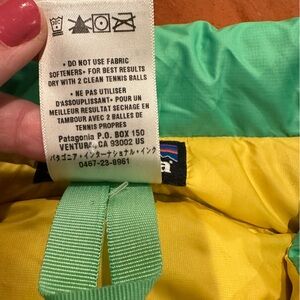 • DO NOT USE FABRIC
SOFTENERS• FOR BEST RESULTS
DRY WITH 2 CLEAN TENNIS BALLS
• NE PAS UTILISER
D'ASSOUPLISSANT• POUR UN
MEILLEUR RESULTAT SECHAGE EN
TAMBOUR AVEC 2 BALLES DE
TENNIS PROPRES
Patagonia P.O. BOX 150
VENTURA, CA 93002 US
パタゴニア・インターナショナル・インク
0467-23-8961
a